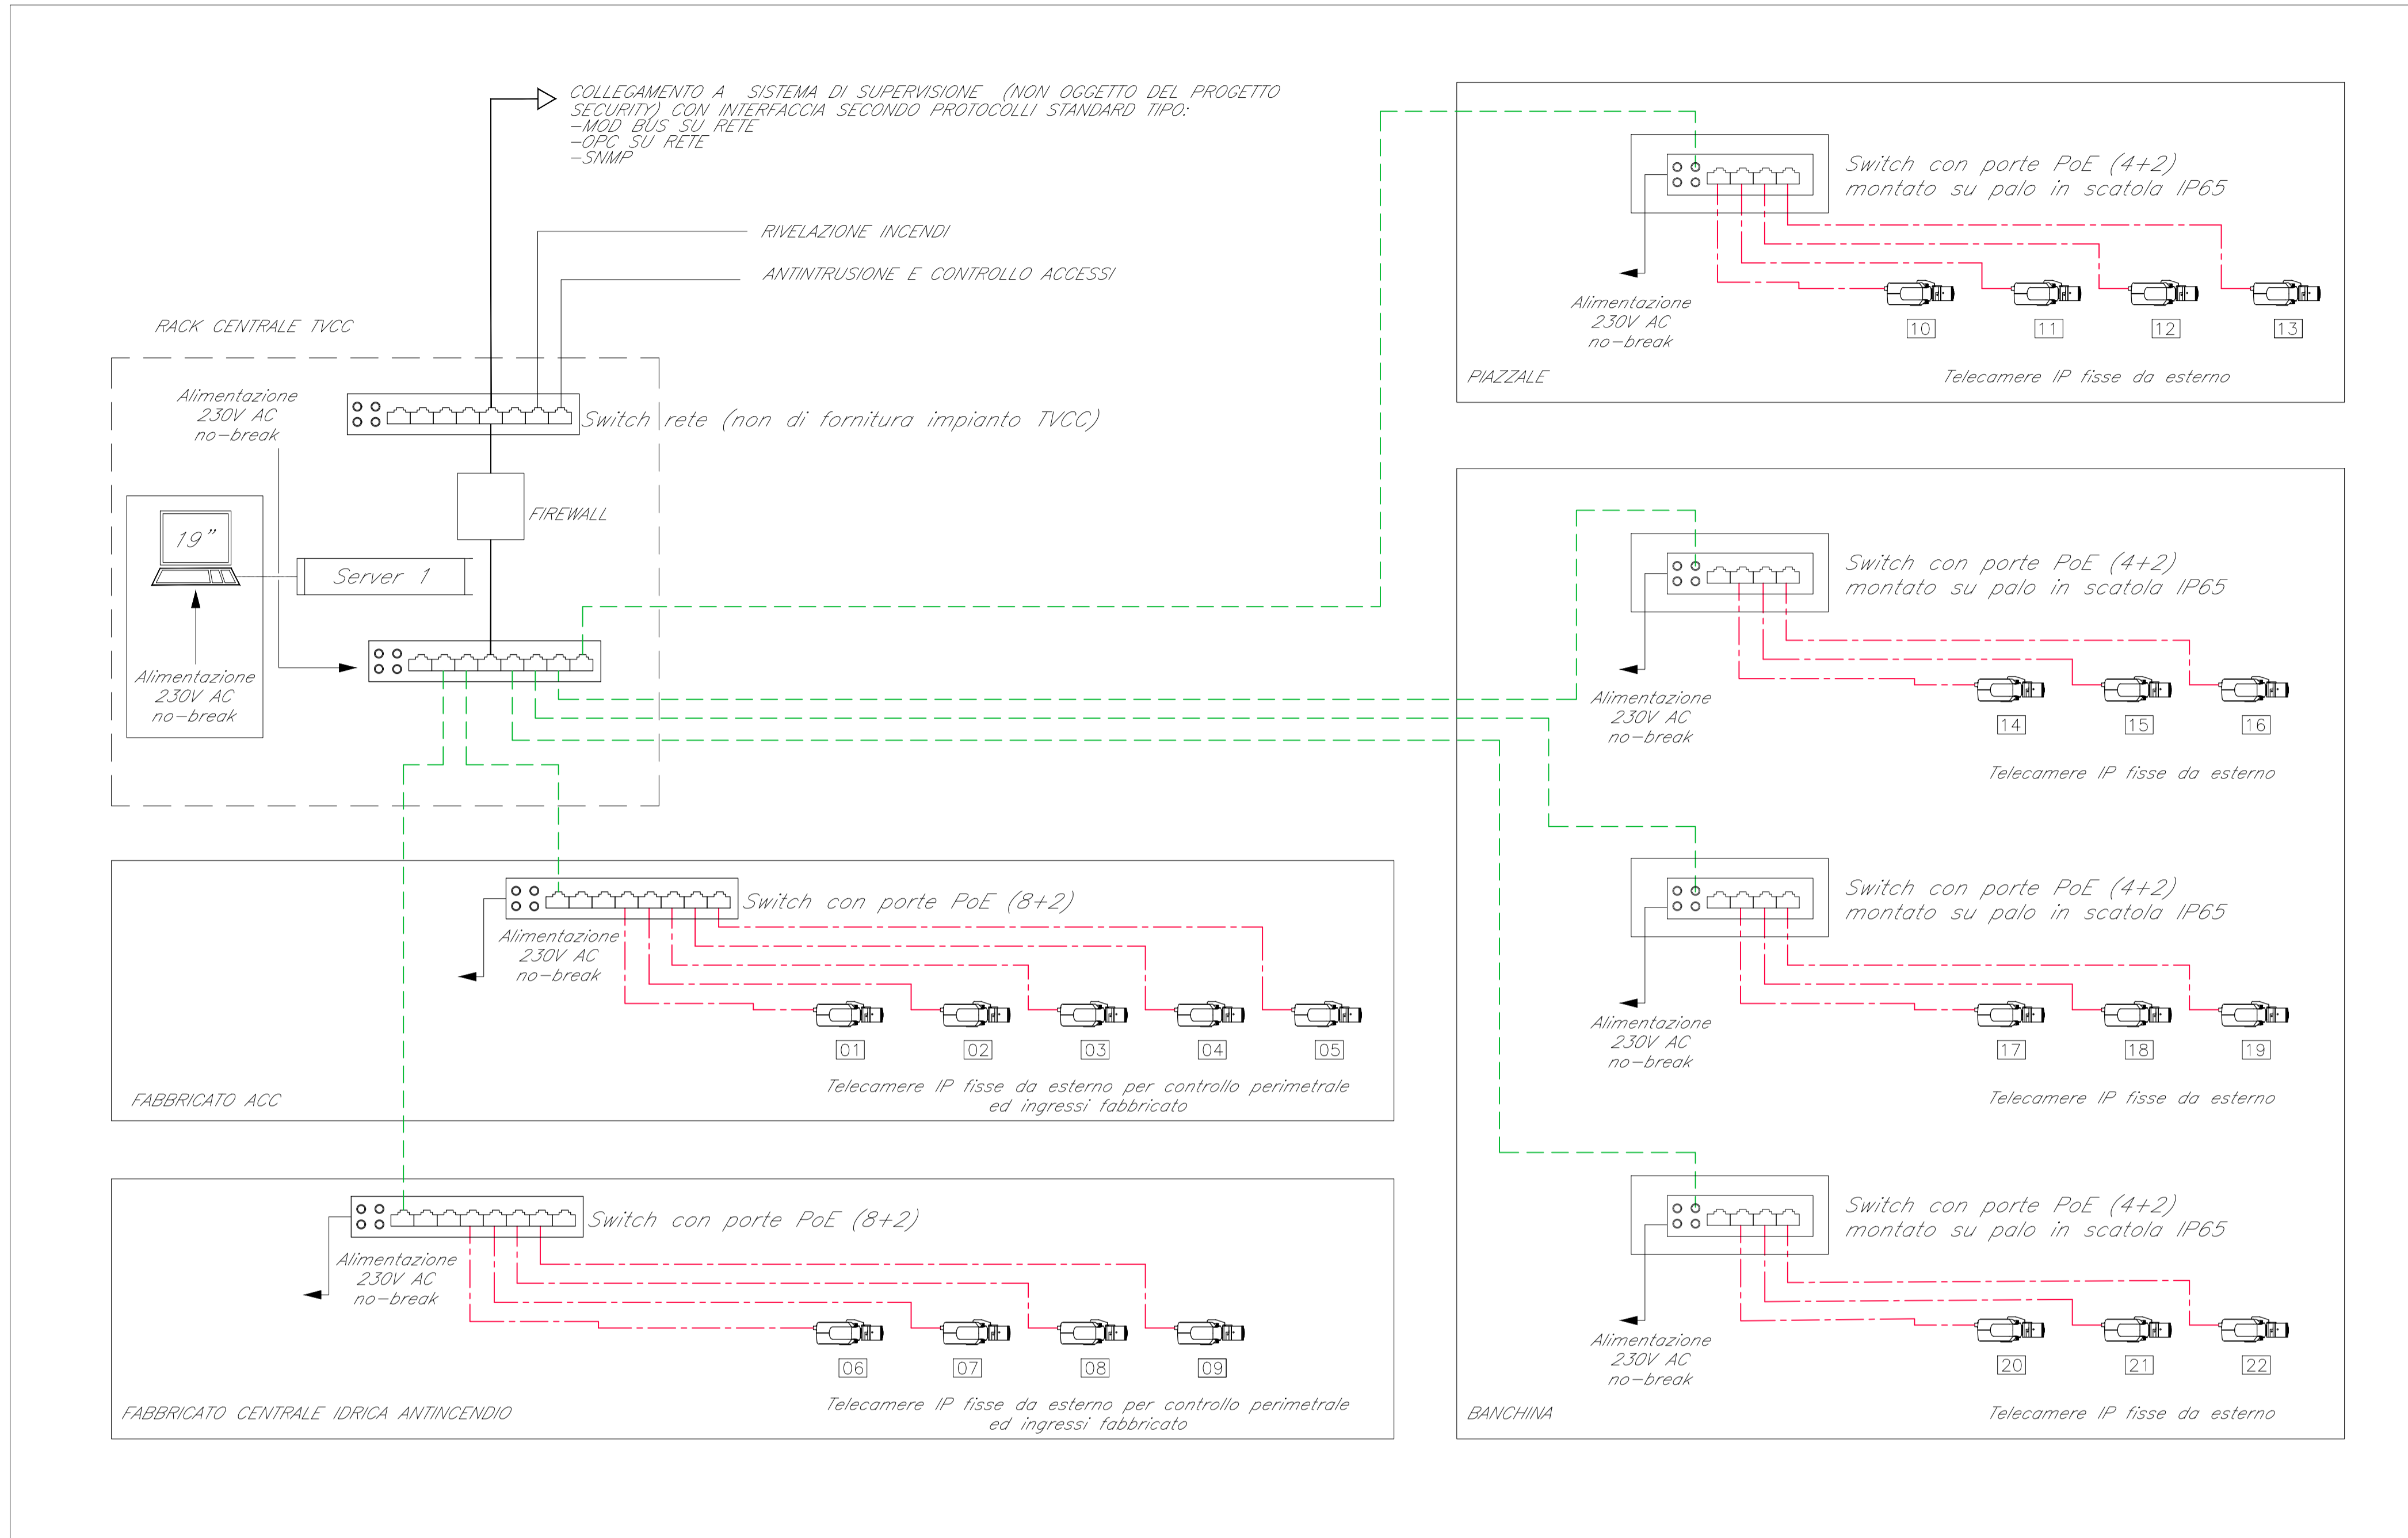 COLLEGAMENTO A SISTEMA DI SUPERVISIONE (NON OGGETTO DEL PROGETTO
SECURITY) CON INTERFACCIA SECONDO PROTOCOLLI STANDARD TIPO:
-MOD BUS SU RETE
-OPC SU RETE
-SNMP
RIVELAZIONE INCENDI
ANTINTRUSIONE E CONTROLLO ACCESSI
RACK CENTRALE TVCC
Alimentazione
230V AC
no-break
Switch rete (non di fornitura impianto TVCC)
FIREWALL
19"
Server 1
Alimentazione
230V AC
no-break
Switch con porte PoE (8+2)
Alimentazione
230V AC
no-break
01
02
03
04
05
Telecamere IP fisse da esterno per controllo perimetrale
ed ingressi fabbricato
FABBRICATO ACC
Switch con porte PoE (8+2)
Alimentazione
230V AC
no-break
06
07
08
09
Telecamere IP fisse da esterno per controllo perimetrale
ed ingressi fabbricato
FABBRICATO CENTRALE IDRICA ANTINCENDIO
Switch con porte PoE (4+2)
montato su palo in scatola IP65
Alimentazione
230V AC
no-break
10
11
12
13
PIAZZALE
Telecamere IP fisse da esterno
Switch con porte PoE (4+2)
montato su palo in scatola IP65
Alimentazione
230V AC
no-break
14
15
16
Telecamere IP fisse da esterno
Switch con porte PoE (4+2)
montato su palo in scatola IP65
Alimentazione
230V AC
no-break
17
18
19
Telecamere IP fisse da esterno
Switch con porte PoE (4+2)
montato su palo in scatola IP65
Alimentazione
230V AC
no-break
20
21
22
BANCHINA
Telecamere IP fisse da esterno